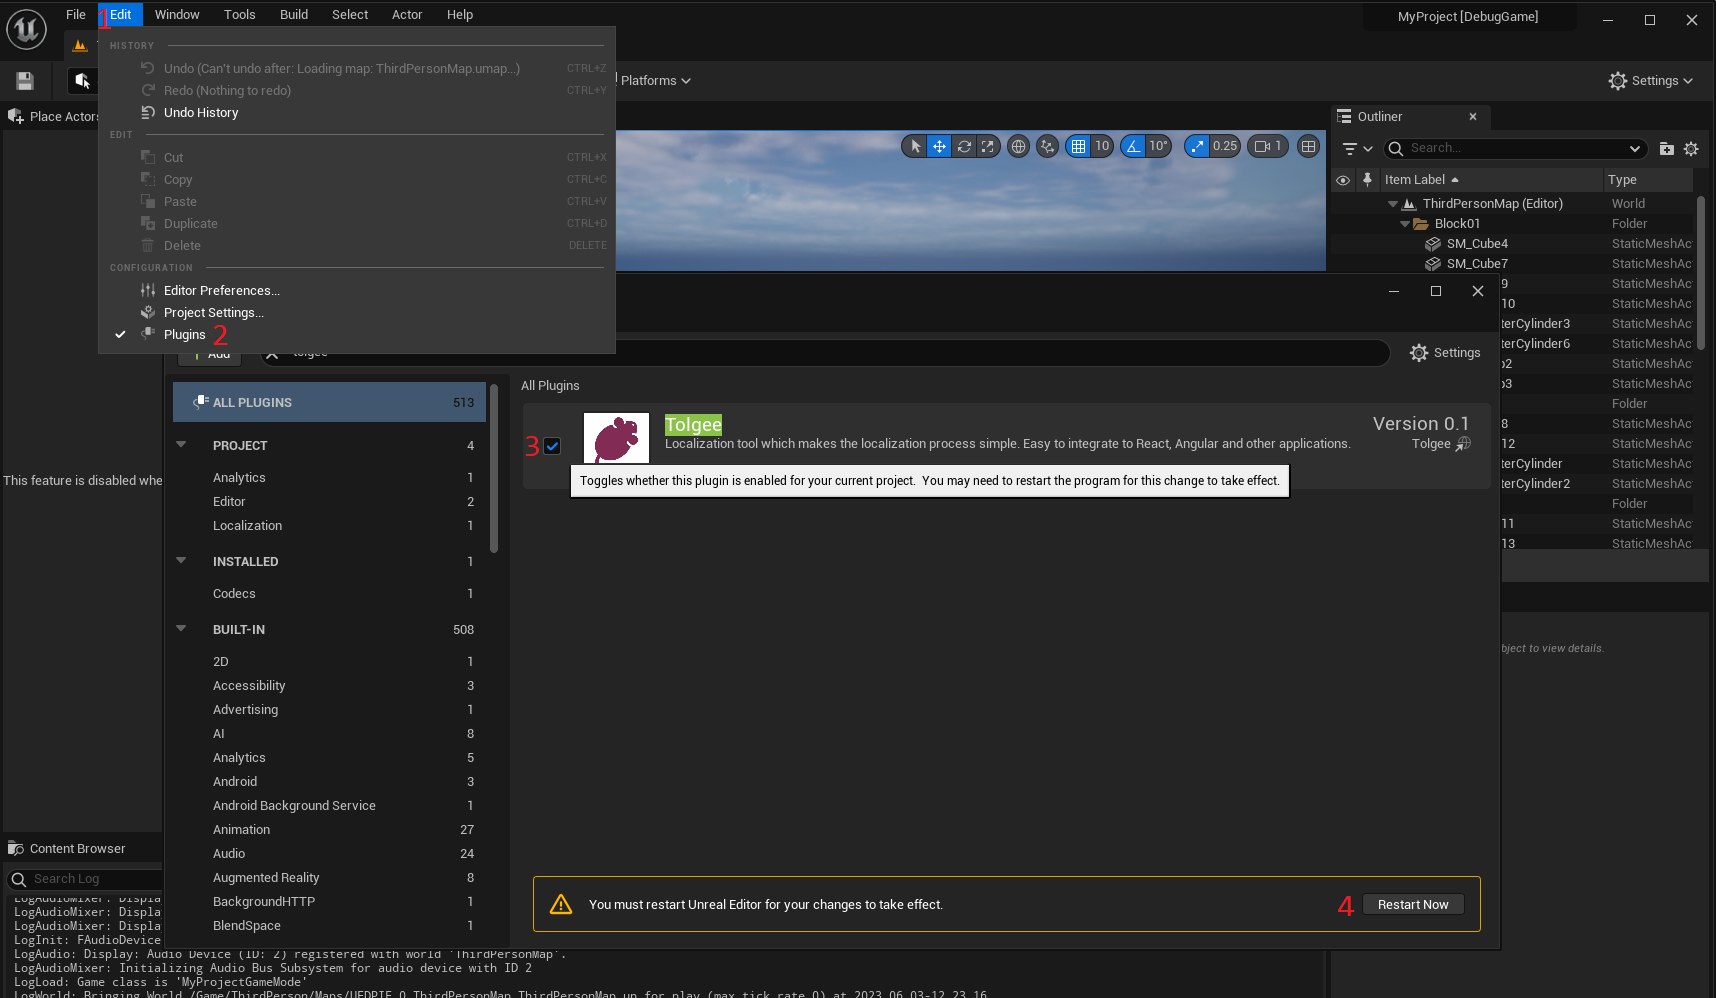 File Edit Window Tools Build Select Actor Help
MyProject [DebugGame]
1
HISTORY
Undo (Can't undo after: Loading map: ThirdPersonMap.umap...) CTRL+Z
Redo (Nothing to redo) CTRL+Y
Undo History
EDIT
Cut CTRL+X
Copy CTRL+C
Paste CTRL+V
Duplicate CTRL+D
Delete DELETE
CONFIGURATION
Editor Preferences...
Project Settings...
Plugins 2
Platforms
Settings
Place Actors
10 10° 0.25 1
Outliner
Search...
Item Label Type
ThirdPersonMap (Editor) World
Block01 Folder
SM_Cube4 StaticMeshAc
SM_Cube7 StaticMeshAc
9 StaticMeshAc
10 StaticMeshAc
terCylinder3 StaticMeshAc
terCylinder6 StaticMeshAc
2 StaticMeshAc
3 StaticMeshAc
Folder
8 StaticMeshAc
12 StaticMeshAc
terCylinder StaticMeshAc
terCylinder2 StaticMeshAc
Folder
11 StaticMeshAc
13 StaticMeshAc
bject to view details.
This feature is disabled whe
Add
tolgee
Settings
ALL PLUGINS 513
PROJECT 4
Analytics 1
Editor 2
Localization 1
INSTALLED 1
Codecs 1
BUILT-IN 508
2D 1
Accessibility 3
Advertising 1
AI 8
Analytics 5
Android 3
Android Background Service 1
Animation 27
Audio 24
Augmented Reality 8
BackgroundHTTP 1
BlendSpace 1
All Plugins
3
Tolgee
Version 0.1
Localization tool which makes the localization process simple. Easy to integrate to React, Angular and other applications.
Tolgee
Toggles whether this plugin is enabled for your current project. You may need to restart the program for this change to take effect.
You must restart Unreal Editor for your changes to take effect.
4 Restart Now
Content Browser
Search Log
LogAudioMixer: Displa
LogAudioMixer: Displa
LogAudioMixer: Displa
LogInit: FAudioDevice
LogAudio: Display: Audio Device (ID: 2) registered with world 'ThirdPersonMap'.
LogAudioMixer: Initializing Audio Bus Subsystem for audio device with ID 2
LogLoad: Game class is 'MyProjectGameMode'
LogWorld: Bringing World /Game/ThirdPerson/Maps/UEDPIE_0_ThirdPersonMap.ThirdPersonMap up for play (max tick rate 0) at 2023.06.03-12.23.16